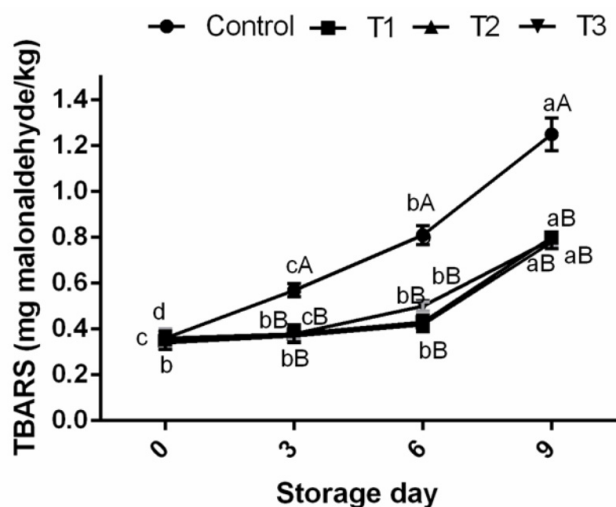 Control T1 T2 T3
TBARS (mg malonaldehyde/kg)
1.4
aA
1.2
1.0
bA
0.8
aB
cA
bB
aB aB
0.6
bB
d
bB cB
0.4
c
b
bB
bB
0.2
0.0
0 3 6 9
Storage day